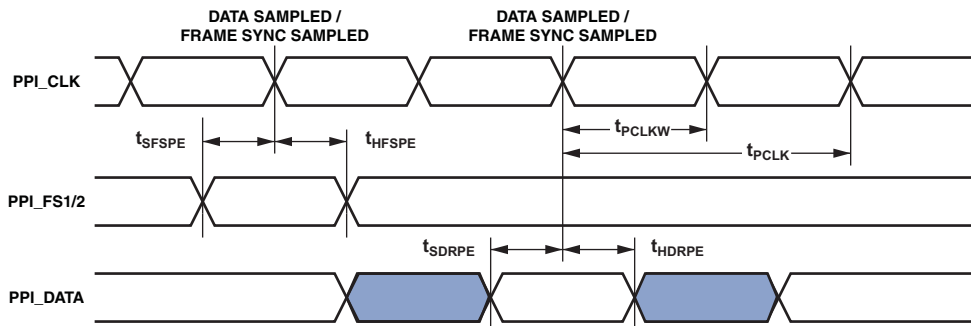 DATA SAMPLED /
FRAME SYNC SAMPLED
DATA SAMPLED /
FRAME SYNC SAMPLED
PPI_CLK
tSFSPE
tHFSPE
tPCLKW
tPCLK
PPI_FS1/2
tSDRPE
tHDRPE
PPI_DATA